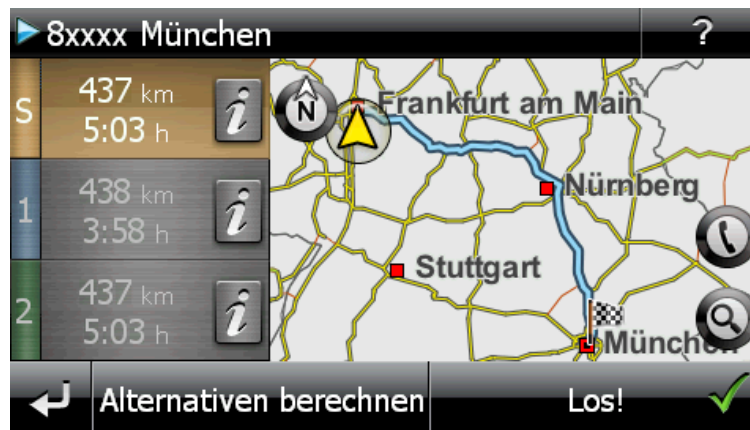 8xxxx München
?
S
437 km
5:03 h
i
1
438 km
3:58 h
i
2
437 km
5:03 h
i
N
Frankfurt am Main
Nürnberg
Stuttgart
München
Alternativen berechnen
Los!